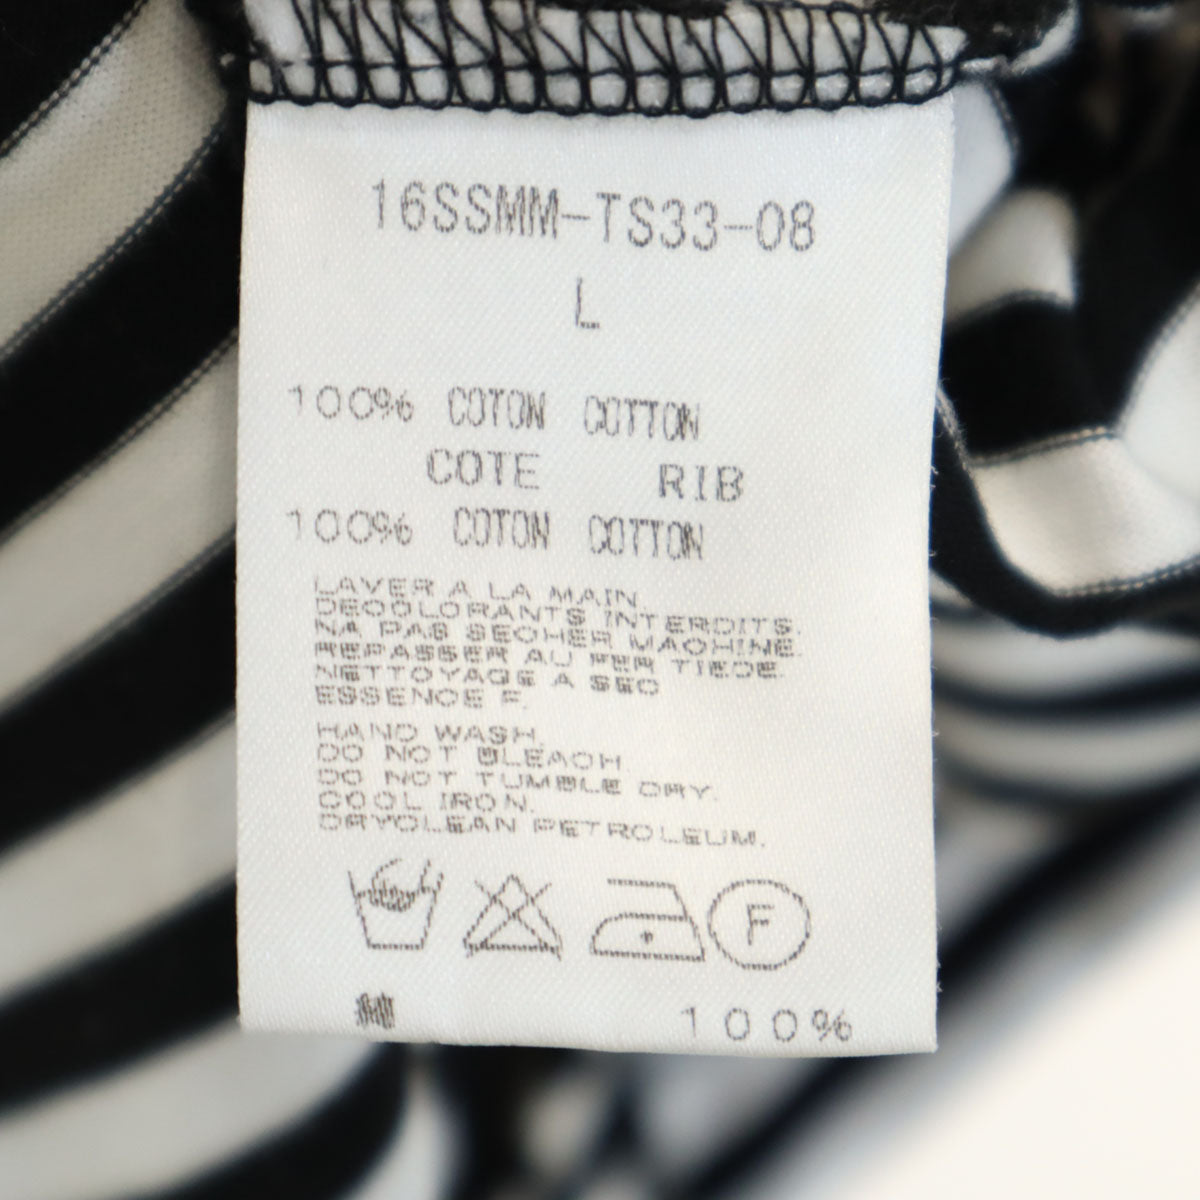 16SSMM-TS33-08
L
100% COTON COTTON
COTE RIB
100% COTON COTTON
LAVER A LA MAIN.
DECOLORANTS INTERDITS.
NA PAS SECHER MACHINE.
REPASSER AU FER TIEDE.
NETTOYAGE A SEC
ESSENCE F.
HAND WASH.
DO NOT BLEACH
DO NOT TUMBLE DRY.
COOL IRON.
DRYCLEAN PETROLEUM.
F
100%